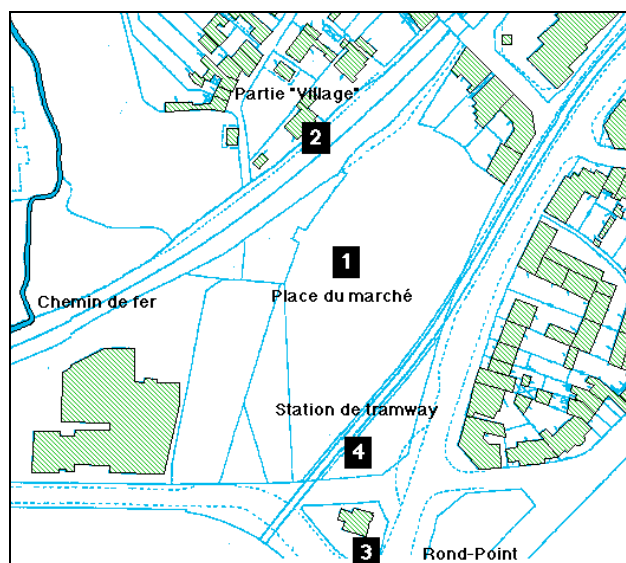 Partie "Village"
2
1
Place du marché
Chemin de fer
Station de tramway
4
3
Rond-Point